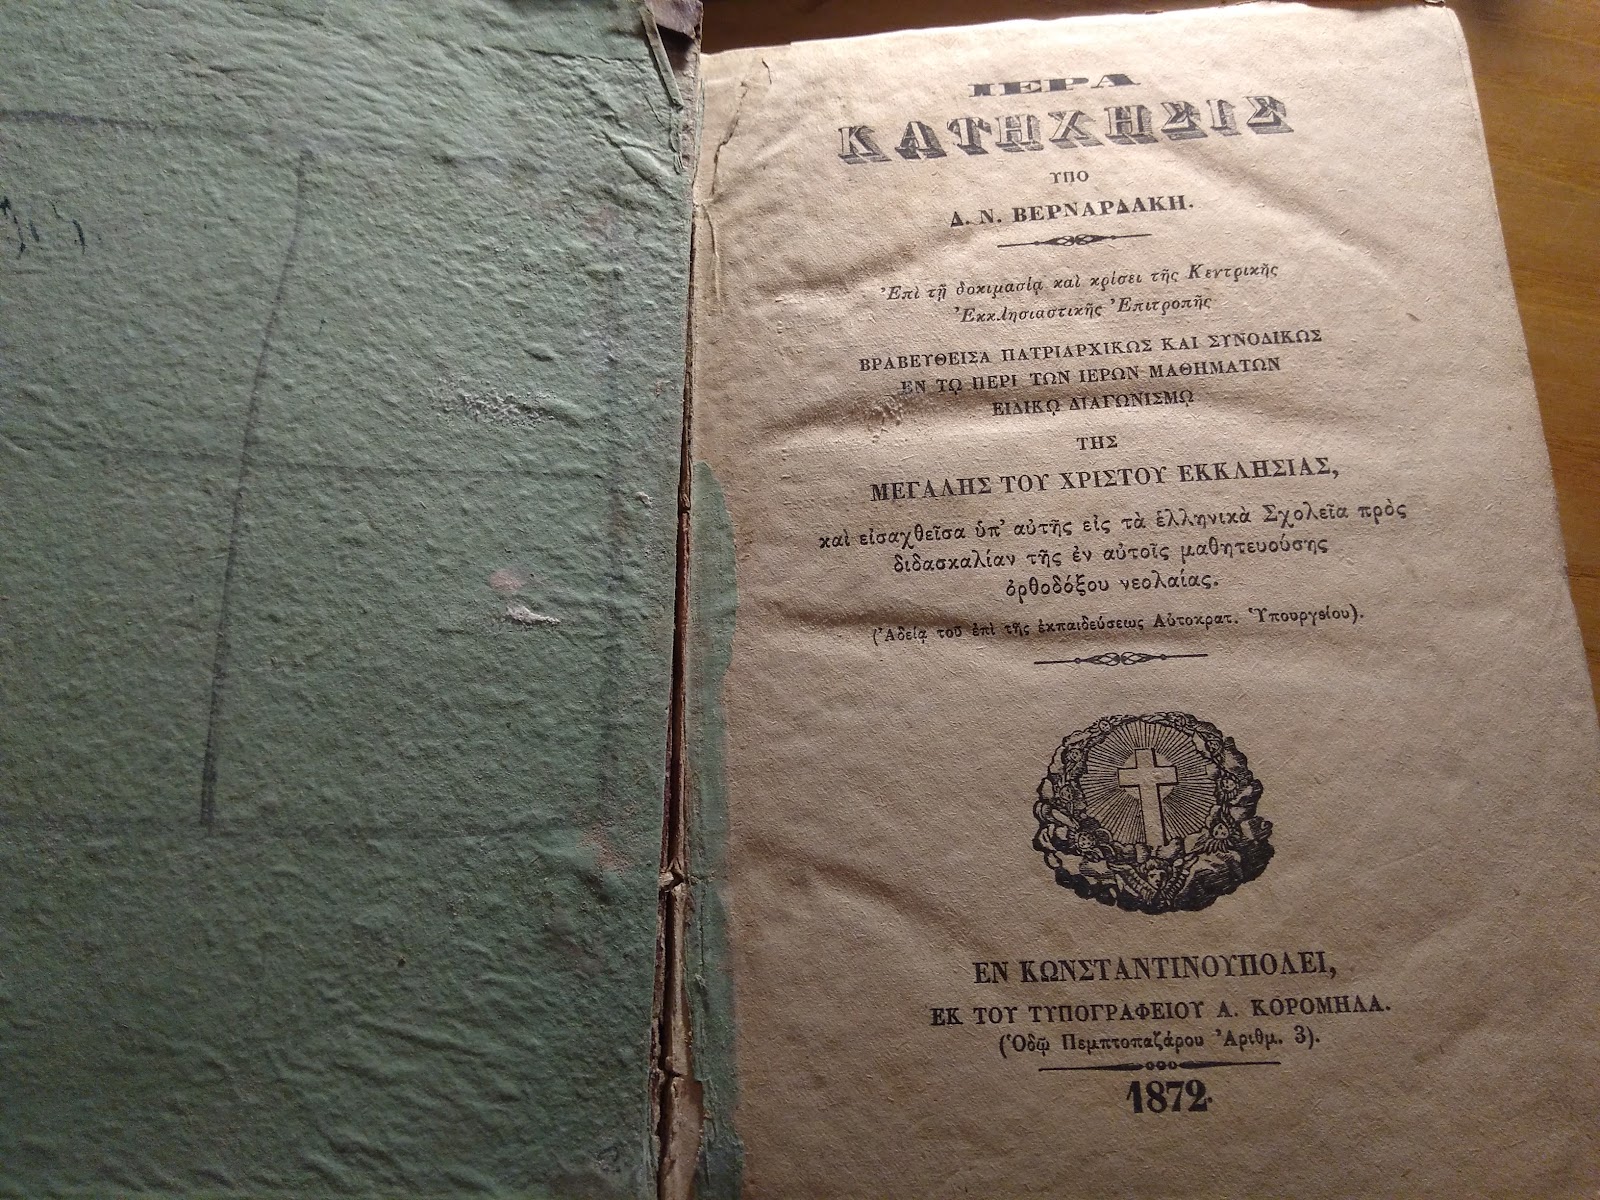 ΙΕΡΑ
ΚΑΤΗΧΗΣΙΣ
ΥΠΟ
Δ. Ν. ΒΕΡΝΑΡΔΑΚΗ.
Ἐπὶ τῇ δοκιμασίᾳ καὶ κρίσει τῆς Κεντρικῆς
Ἐκκλησιαστικῆς Ἐπιτροπῆς
ΒΡΑΒΕΥΘΕΙΣΑ ΠΑΤΡΙΑΡΧΙΚΩΣ ΚΑΙ ΣΥΝΟΔΙΚΩΣ
ΕΝ ΤΩ ΠΕΡΙ ΤΩΝ ΙΕΡΩΝ ΜΑΘΗΜΑΤΩΝ
ΕΙΔΙΚῼ ΔΙΑΓΩΝΙΣΜῼ
ΤΗΣ
ΜΕΓΑΛΗΣ ΤΟΥ ΧΡΙΣΤΟΥ ΕΚΚΛΗΣΙΑΣ,
καὶ εἰσαχθεῖσα ὑπ' αὐτῆς εἰς τὰ ἑλληνικὰ Σχολεῖα πρὸς
διδασκαλίαν τῆς ἐν αὐτοῖς μαθητευούσης
ὀρθοδόξου νεολαίας.
(Ἀδείᾳ τοῦ ἐπὶ τῆς ἐκπαιδεύσεως Αὐτοκρατ. Ὑπουργείου).
ΕΝ ΚΩΝΣΤΑΝΤΙΝΟΥΠΟΛΕΙ,
ΕΚ ΤΟΥ ΤΥΠΟΓΡΑΦΕΙΟΥ Α. ΚΟΡΟΜΗΛΑ.
(Ὁδῷ Πεμπτοπαζάρου Ἀριθμ. 3).
1872.